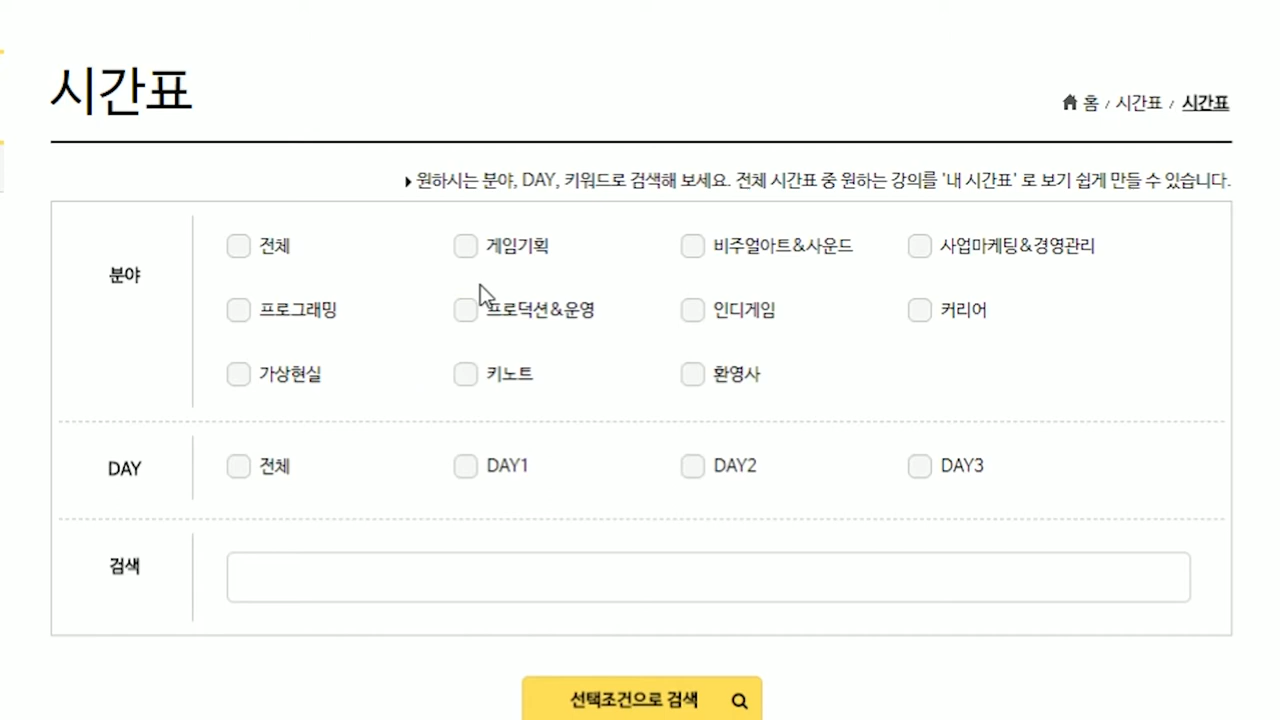 시간표
홈 / 시간표 / 시간표
원하시는 분야, DAY, 키워드로 검색해 보세요. 전체 시간표 중 원하는 강의를 '내 시간표' 로 보기 쉽게 만들 수 있습니다.
분야
전체 게임기획 비주얼아트&사운드 사업마케팅&경영관리
프로그래밍 프로덕션&운영 인디게임 커리어
가상현실 키노트 환영사
DAY
전체 DAY1 DAY2 DAY3
검색
선택조건으로 검색